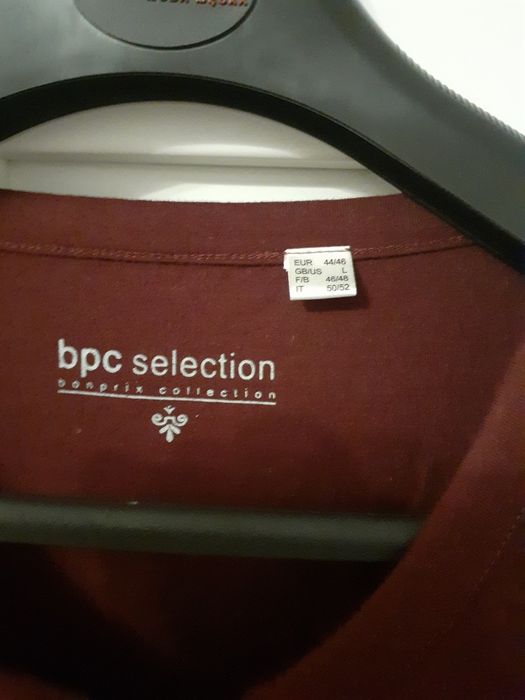 EUR 44/46
GB/US L
F/B 46/48
IT 50/52
bpc selection
bonprix collection